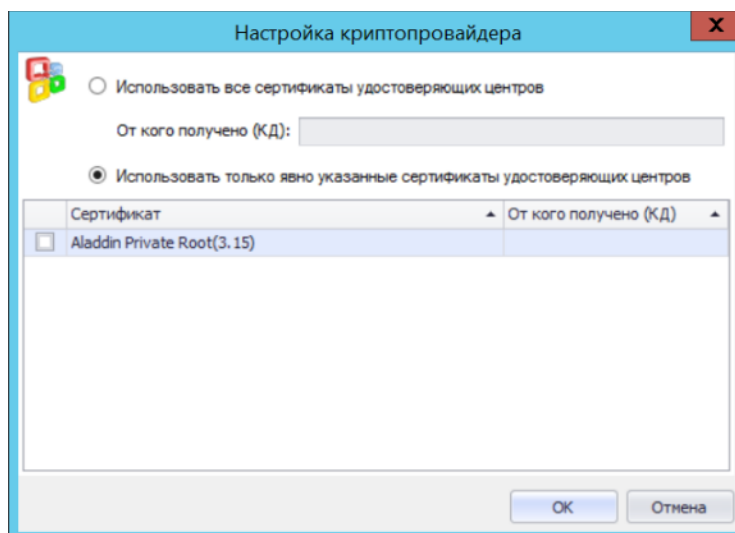 Настройка криптопровайдера
X
Использовать все сертификаты удостоверяющих центров
От кого получено (КД):
Использовать только явно указанные сертификаты удостоверяющих центров
Сертификат От кого получено (КД)
Aladdin Private Root(3.15)
ОК Отмена